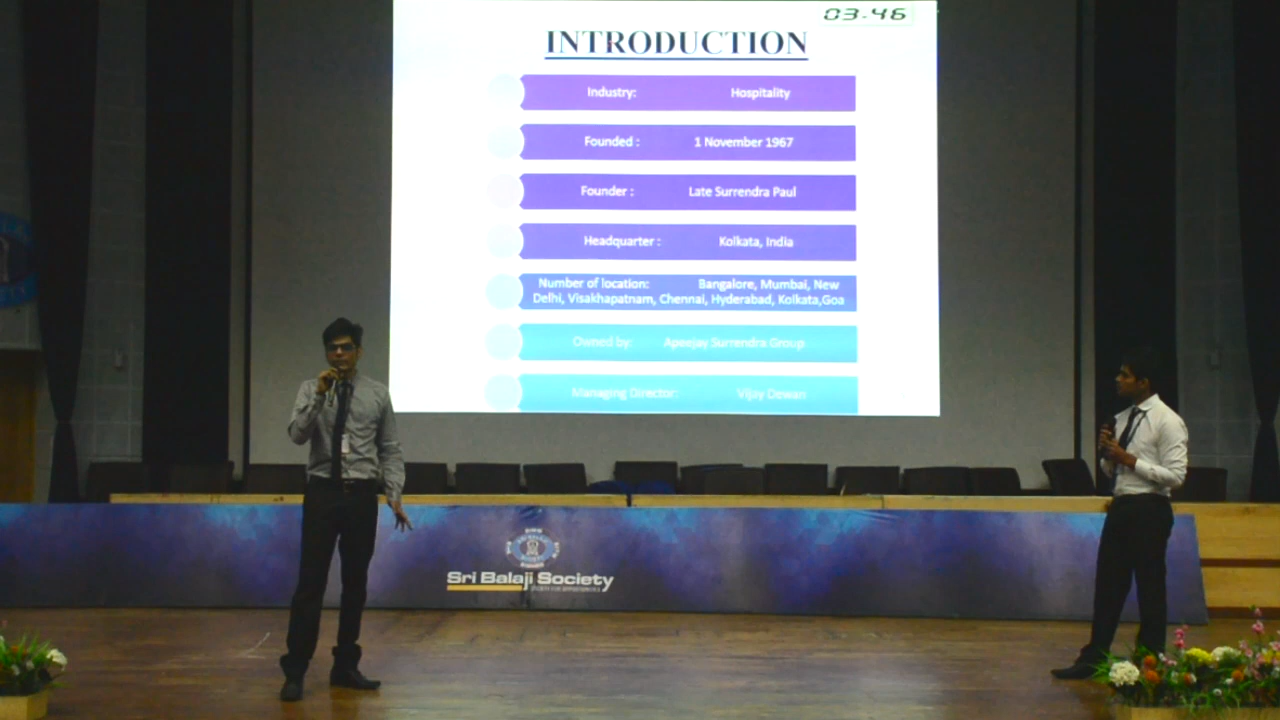 03-46
INTRODUCTION
Industry: Hospitality
Founded : 1 November 1967
Founder : Late Surrendra Paul
Headquarter : Kolkata, India
Number of location: Bangalore, Mumbai, New
Delhi, Visakhapatnam, Chennai, Hyderabad, Kolkata,Goa
Owned by: Apeejay Surrendra Group
Managing Director: Vijay Dewan
Sri Balaji Society